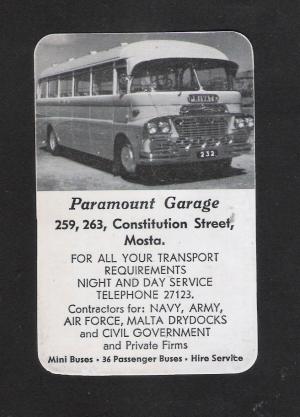 232
Paramount Garage
259, 263, Constitution Street,
Mosta.
FOR ALL YOUR TRANSPORT
REQUIREMENTS
NIGHT AND DAY SERVICE
TELEPHONE 27123.
Contractors for: NAVY, ARMY,
AIR FORCE, MALTA DRYDOCKS
and CIVIL GOVERNMENT
and Private Firms
Mini Buses • 36 Passenger Buses • Hire Service